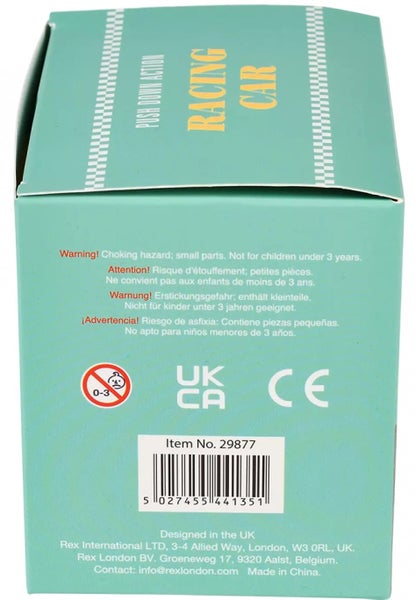 PUSH DOWN ACTION
RACING
CAR
Warning! Choking hazard; small parts. Not for children under 3 years.
Attention! Risque d'étouffement; petites pièces.
Ne convient pas aux enfants de moins de 3 ans.
Warnung! Erstickungsgefahr; enthält kleinteile.
Nicht für kinder unter 3 jahren geeignet.
¡Advertencia! Riesgo de asfixia: Contiene piezas pequeñas.
No apto para niños menores de 3 años.
0-3
UK
CA
CE
Item No. 29877
5 027455 441351
Designed in the UK
Rex International LTD, 3-4 Allied Way, London, W3 0RL, UK.
Rex London BV, Groeneweg 17, 9320 Aalst, Belgium.
Contact @ info@rexlondon.com Made in China